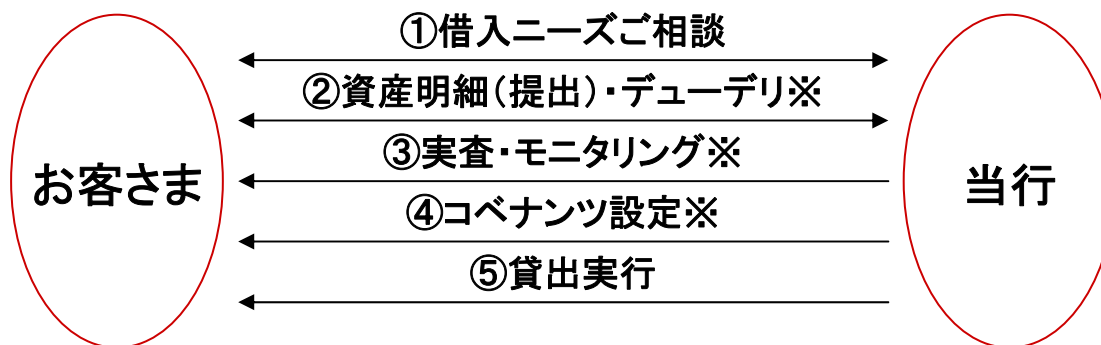 ①借入ニーズご相談
②資産明細(提出)・デューデリ※
③実査・モニタリング※
お客さま
当行
④コベナンツ設定※
⑤貸出実行